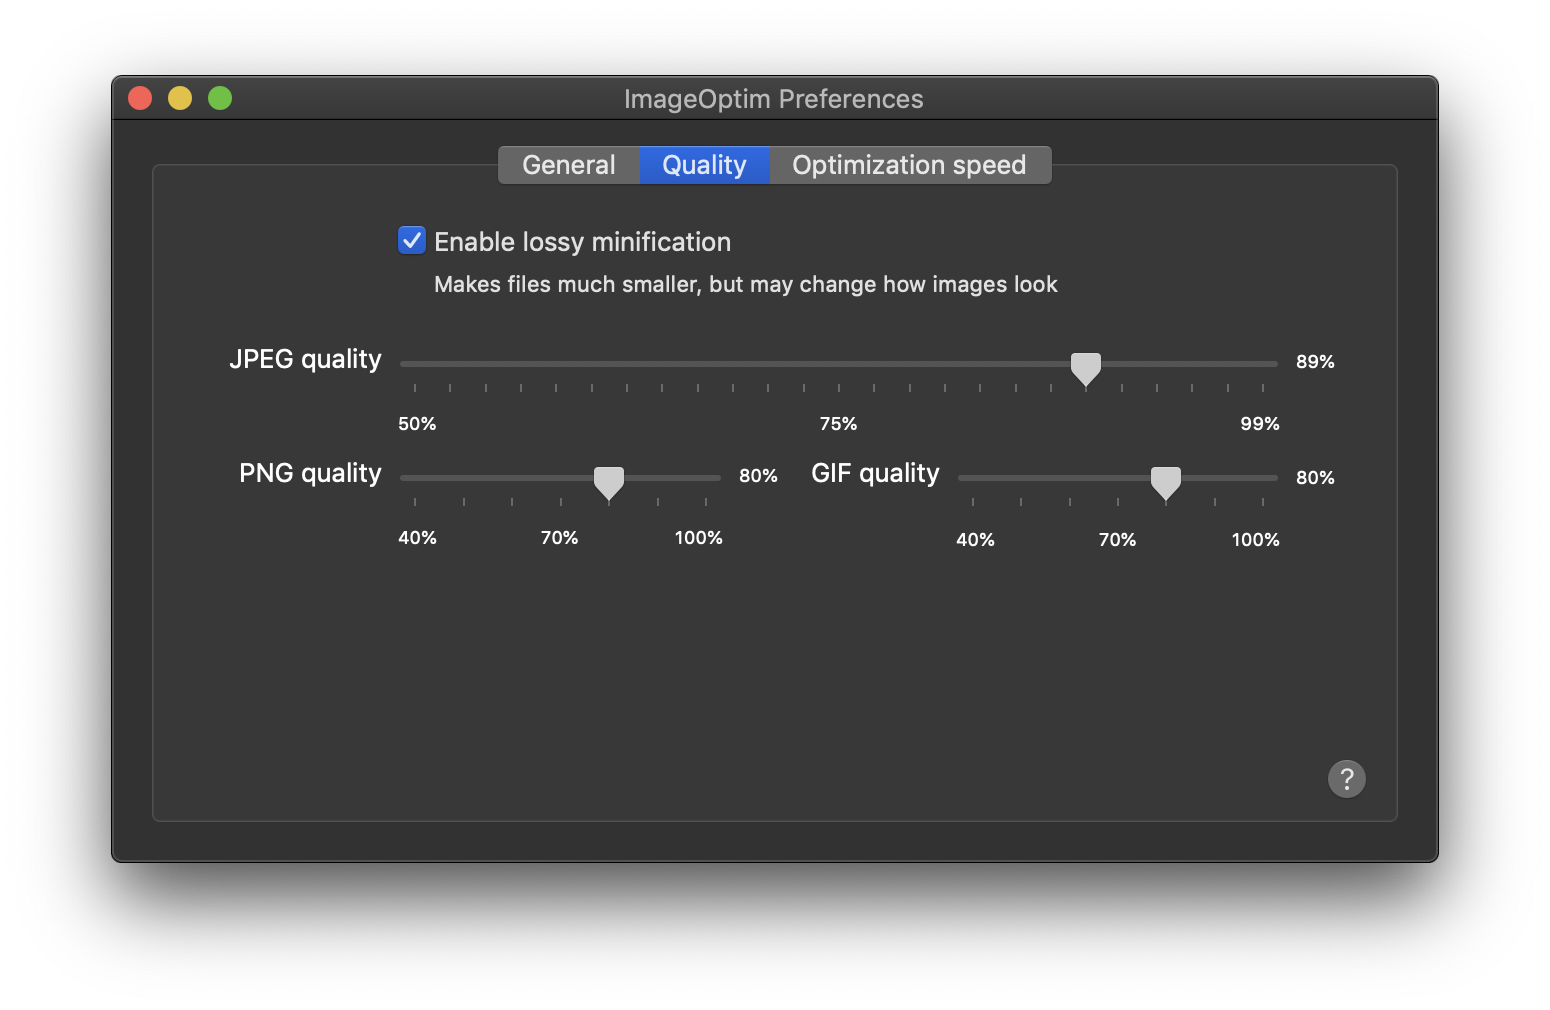 ImageOptim Preferences
General Quality Optimization speed
Enable lossy minification
Makes files much smaller, but may change how images look
JPEG quality 89%
50% 75% 99%
PNG quality 80% GIF quality 80%
40% 70% 100% 40% 70% 100%
?